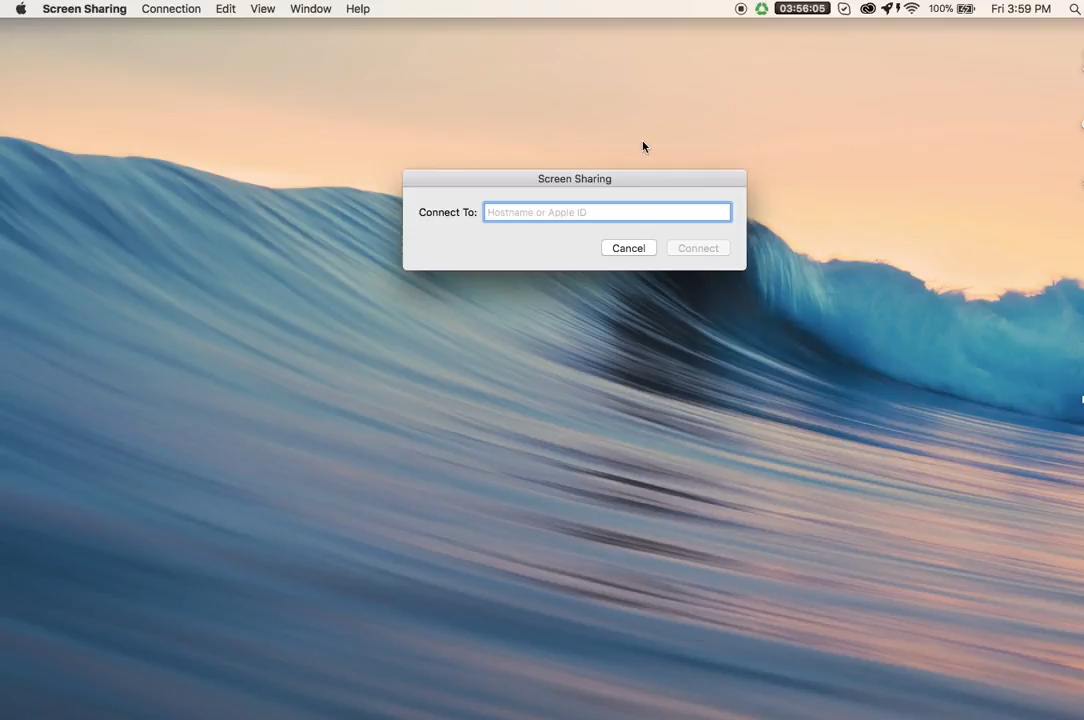 Screen Sharing Connection Edit View Window Help 03:56:05 100% Fri 3:59 PM
Screen Sharing
Connect To: Hostname or Apple ID
Cancel Connect